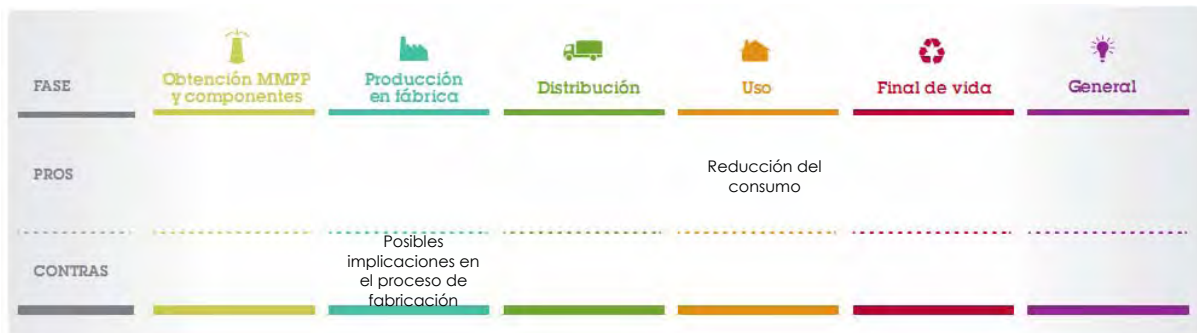 FASE
Obtención MMPP
y componentes
Producción
en fábrica
Distribución
Uso
Final de vida
General
PROS
Reducción del
consumo
CONTRAS
Posibles
implicaciones en
el proceso de
fabricación